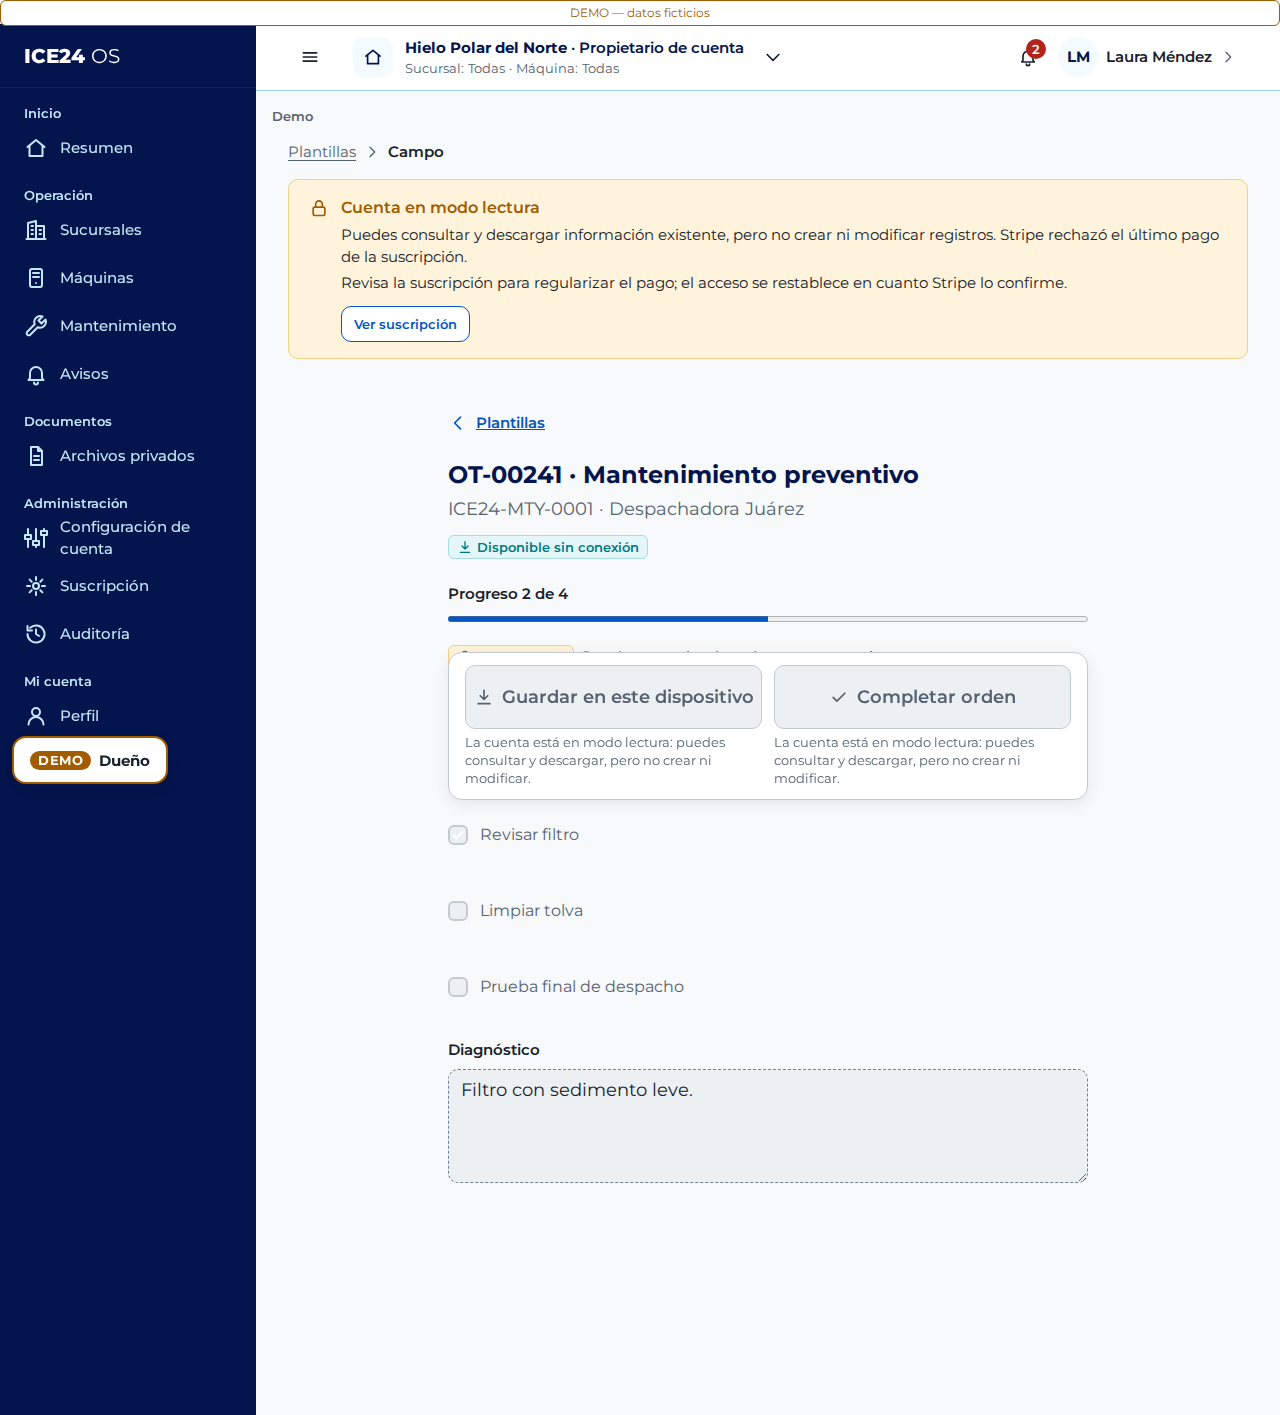 DEMO — datos ficticios
ICE24 OS
Hielo Polar del Norte · Propietario de cuenta
Sucursal: Todas · Máquina: Todas
2
LM
Laura Méndez
Inicio
Resumen
Operación
Sucursales
Máquinas
Mantenimiento
Avisos
Documentos
Archivos privados
Administración
Configuración de
cuenta
Suscripción
Auditoría
Mi cuenta
Perfil
DEMO Dueño
Demo
Plantillas > Campo
Cuenta en modo lectura
Puedes consultar y descargar información existente, pero no crear ni modificar registros. Stripe rechazó el último pago
de la suscripción.
Revisa la suscripción para regularizar el pago; el acceso se restablece en cuanto Stripe lo confirme.
Ver suscripción
Plantillas
OT-00241 · Mantenimiento preventivo
ICE24-MTY-0001 · Despachadora Juárez
Disponible sin conexión
Progreso 2 de 4
Guardar en este dispositivo
La cuenta está en modo lectura: puedes
consultar y descargar, pero no crear ni
modificar.
Completar orden
La cuenta está en modo lectura: puedes
consultar y descargar, pero no crear ni
modificar.
Revisar filtro
Limpiar tolva
Prueba final de despacho
Diagnóstico
Filtro con sedimento leve.